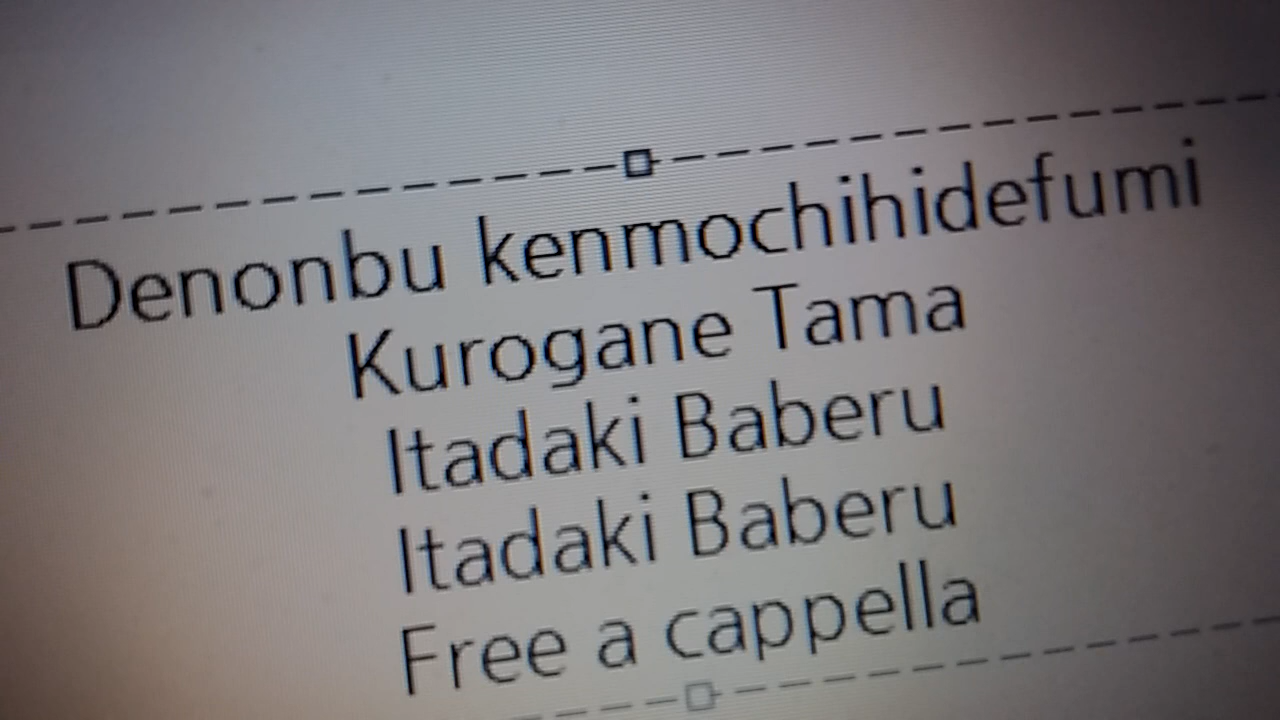 Denonbu kenmochihidefumi
Kurogane Tama
Itadaki Baberu
Itadaki Baberu
Free a cappella